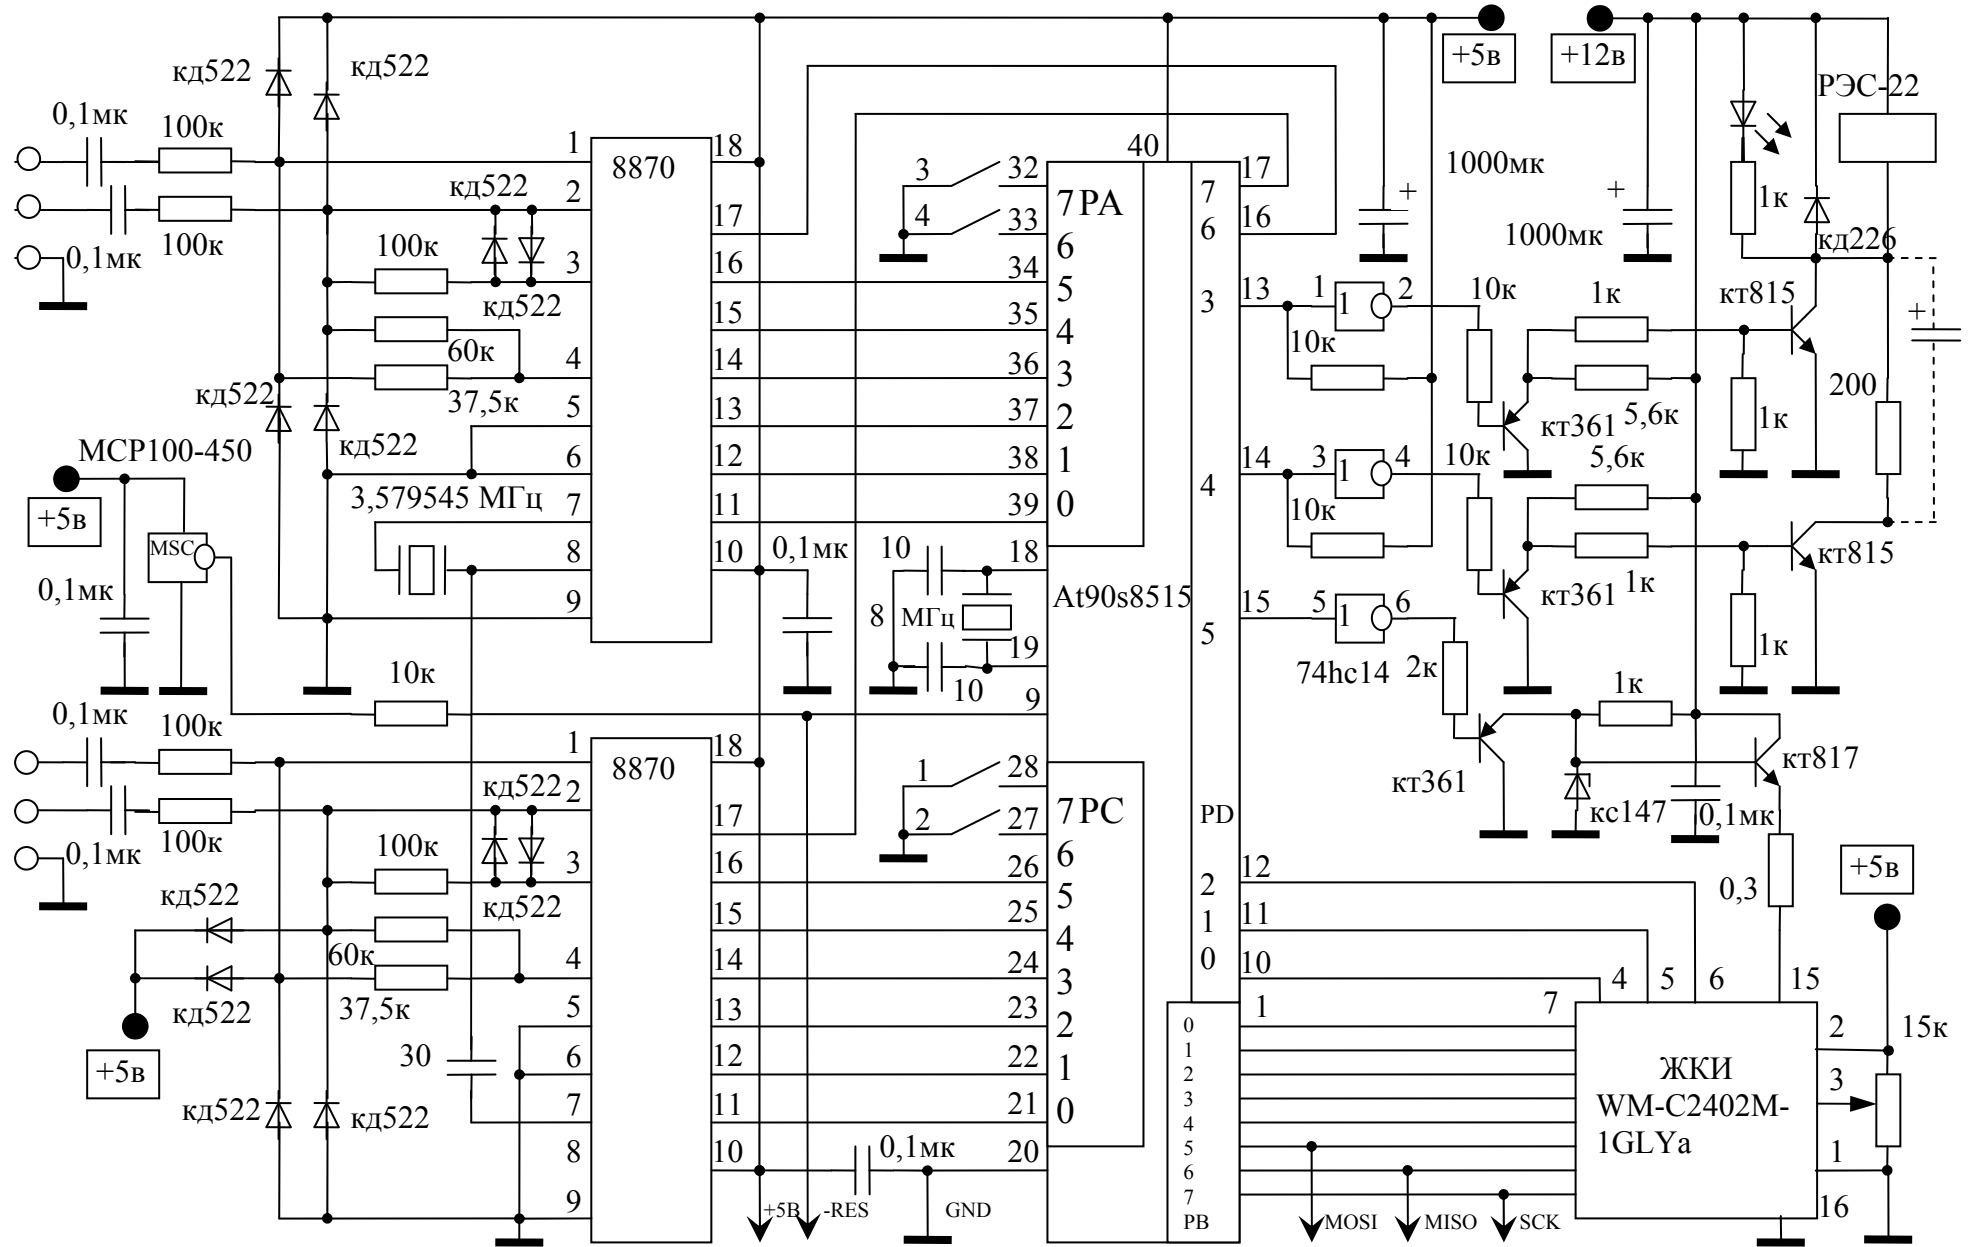 +5в
+12в
кд522
кд522
РЭС-22
0,1мк
100к
1
8870
18
3
32
40
17
1000мк
+
+
1к
кд522
2
7РА
7
4
33
6
16
100к
0,1мк
100к
3
17
1000мк
кд226
6
16
34
5
3
13
1
1
2
10к
1к
кт815
+
кд522
15
35
4
10к
60к
4
14
36
3
200
кд522
37,5к
5
13
37
2
кт361
5,6к
1к
МСР100-450
кд522
6
12
38
1
4
14
3
1
4
10к
5,6к
+5в
3,579545 МГц
7
11
39
0
10к
MSC
8
10
0,1мк
10
18
кт815
0,1мк
At90s8515
кт361
1к
9
8
МГц
15
5
1
6
5
19
1к
10к
10
9
74hc14
2к
1к
0,1мк
100к
1
8870
18
1
28
кт361
кт817
кд522
2
7РС
кс147
0,1мк
100к
17
2
27
PD
0,1мк
100к
3
16
6
26
2
12
0,3
+5в
кд522
кд522
15
5
25
1
11
60к
4
14
4
24
0
10
4
5
6
15
кд522
37,5к
5
13
3
23
1
7
2
15к
0
30
6
12
2
22
1
+5в
2
ЖКИ
3
кд522
кд522
7
11
1
21
3
WM-C2402M-
0
4
1GLYa
8
10
0,1мк
20
5
1
6
9
7
16
+5В
-RES
GND
PB
MOSI
MISO
SCK